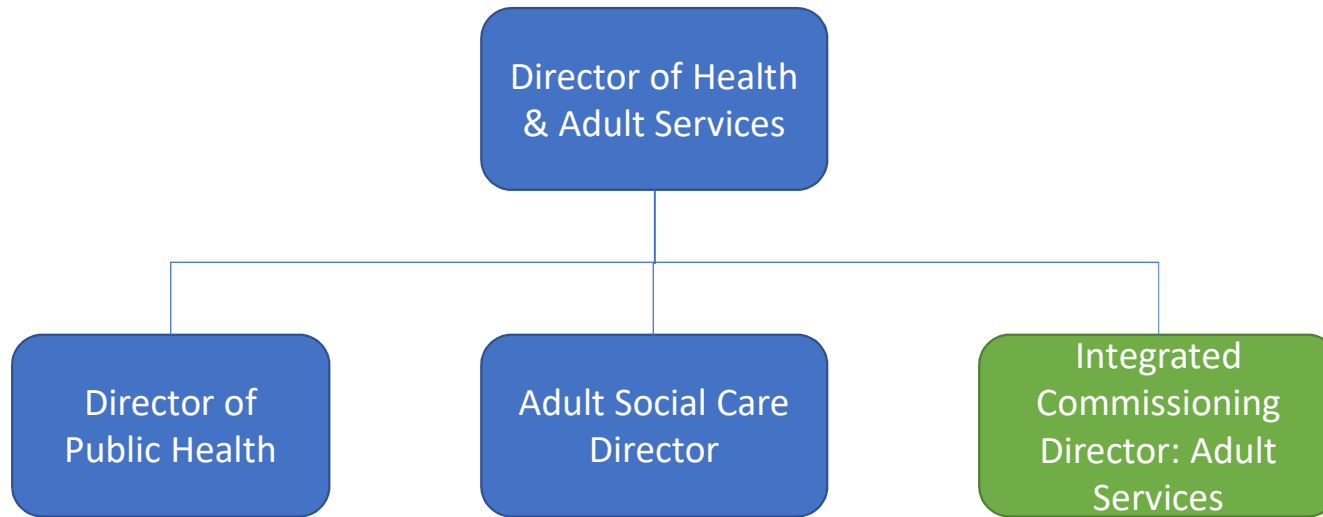 Director of Health
& Adult Services
Director of
Public Health
Adult Social Care
Director
Integrated
Commissioning
Director: Adult
Services